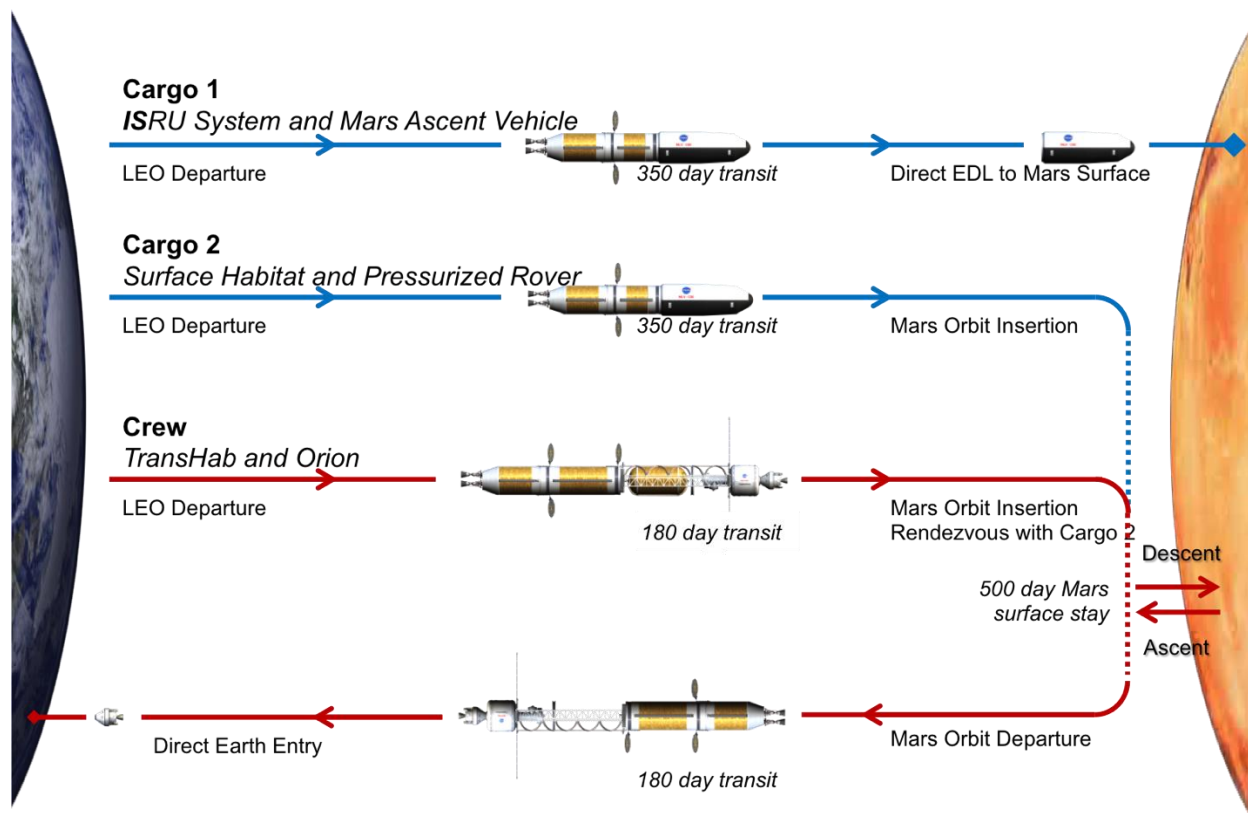 Cargo 1
ISRU System and Mars Ascent Vehicle
LEO Departure
350 day transit
Direct EDL to Mars Surface
Cargo 2
Surface Habitat and Pressurized Rover
LEO Departure
350 day transit
Mars Orbit Insertion
Crew
TransHab and Orion
LEO Departure
180 day transit
Mars Orbit Insertion
Rendezvous with Cargo 2
Descent
500 day Mars
surface stay
Ascent
Direct Earth Entry
180 day transit
Mars Orbit Departure